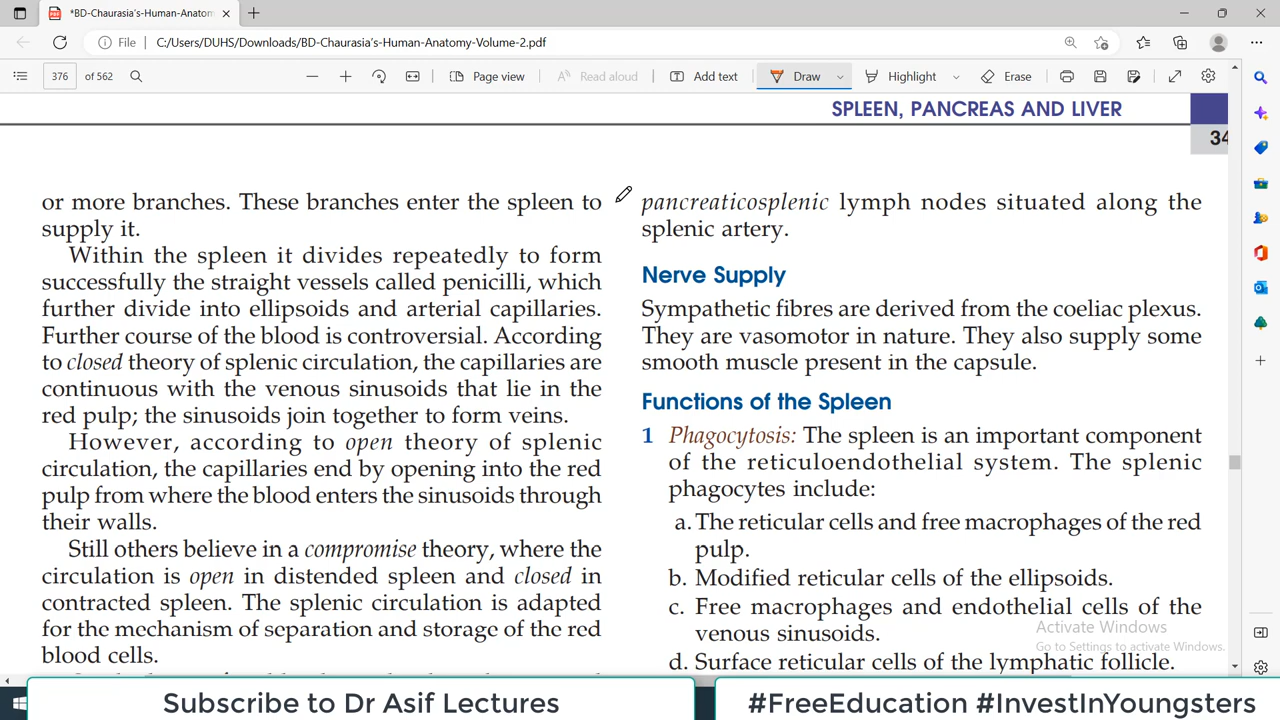 *BD-Chaurasia's-Human-Anatom
File
C:/Users/DUHS/Downloads/BD-Chaurasia's-Human-Anatomy-Volume-2.pdf
376
of 562
Page view
Read aloud
Add text
Draw
Highlight
Erase
SPLEEN, PANCREAS AND LIVER
34
or more branches. These branches enter the spleen to
supply it.
Within the spleen it divides repeatedly to form
successfully the straight vessels called penicilli, which
further divide into ellipsoids and arterial capillaries.
Further course of the blood is controversial. According
to closed theory of splenic circulation, the capillaries are
continuous with the venous sinusoids that lie in the
red pulp; the sinusoids join together to form veins.
However, according to open theory of splenic
circulation, the capillaries end by opening into the red
pulp from where the blood enters the sinusoids through
their walls.
Still others believe in a compromise theory, where the
circulation is open in distended spleen and closed in
contracted spleen. The splenic circulation is adapted
for the mechanism of separation and storage of the red
blood cells.
pancreaticosplenic lymph nodes situated along the
splenic artery.
Nerve Supply
Sympathetic fibres are derived from the coeliac plexus.
They are vasomotor in nature. They also supply some
smooth muscle present in the capsule.
Functions of the Spleen
1 Phagocytosis: The spleen is an important component
of the reticuloendothelial system. The splenic
phagocytes include:
a. The reticular cells and free macrophages of the red
pulp.
b. Modified reticular cells of the ellipsoids.
c. Free macrophages and endothelial cells of the
venous sinusoids.
d. Surface reticular cells of the lymphatic follicle.
Activate Windows
Go to Settings to activate Windows.
Subscribe to Dr Asif Lectures
#FreeEducation #InvestInYoungsters